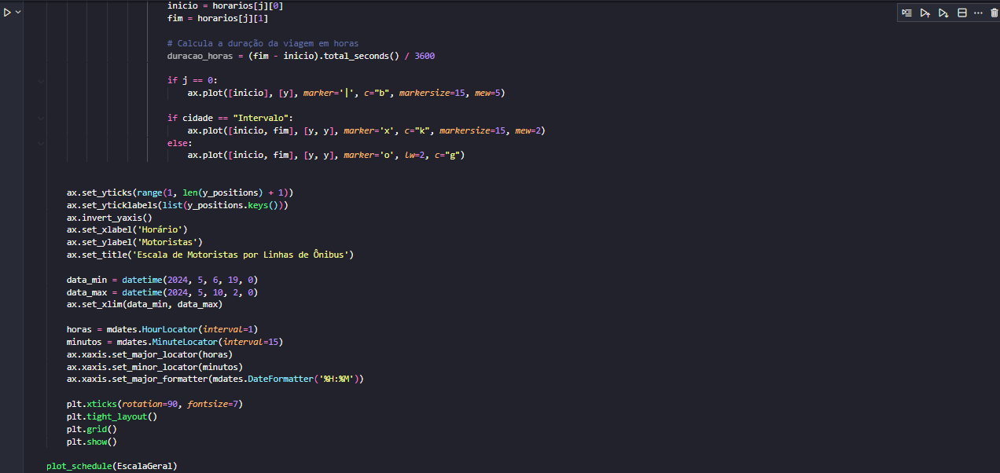 inicio = horarios[j][0]
fim = horarios[j][1]
# Calcula a duração da viagem em horas
duracao_horas = (fim - inicio).total_seconds() / 3600
if j == 0:
ax.plot([inicio], [y], marker='|', c="b", markersize=15, mew=5)
if cidade == "Intervalo":
ax.plot([inicio, fim], [y, y], marker='x', c="k", markersize=15, mew=2)
else:
ax.plot([inicio, fim], [y, y], marker='o', lw=2, c="g")
ax.set_yticks(range(1, len(y_positions) + 1))
ax.set_yticklabels(list(y_positions.keys()))
ax.invert_yaxis()
ax.set_xlabel('Horário')
ax.set_ylabel('Motoristas')
ax.set_title('Escala de Motoristas por Linhas de Ônibus')
data_min = datetime(2024, 5, 6, 19, 0)
data_max = datetime(2024, 5, 10, 2, 0)
ax.set_xlim(data_min, data_max)
horas = mdates.HourLocator(interval=1)
minutos = mdates.MinuteLocator(interval=15)
ax.xaxis.set_major_locator(horas)
ax.xaxis.set_minor_locator(minutos)
ax.xaxis.set_major_formatter(mdates.DateFormatter('%H:%M'))
plt.xticks(rotation=90, fontsize=7)
plt.tight_layout()
plt.grid()
plt.show()
plot_schedule(EscalaGeral)